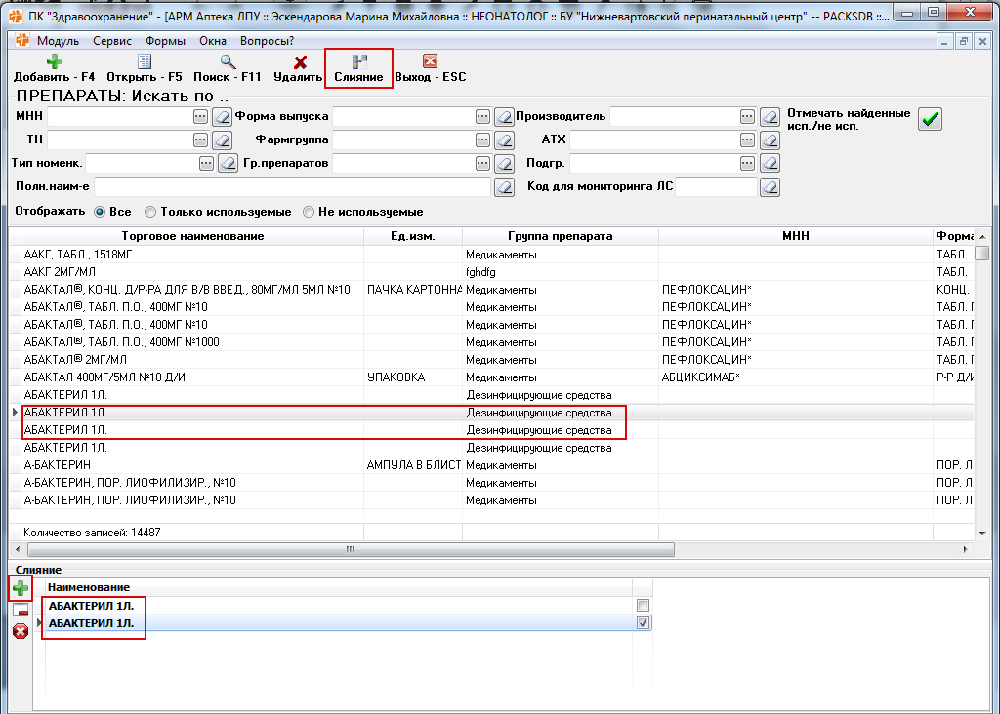 ПК "Здравоохранение" - [АРМ Аптека ЛПУ :: Эскендарова Марина Михайловна :: НЕОНАТОЛОГ :: БУ "Нижневартовский перинатальный центр" -- PACKSDB ::...
Модуль Сервис Формы Окна Вопросы?
Добавить - F4 Открыть - F5 Поиск - F11 Удалить Слияние Выход - ESC
ПРЕПАРАТЫ: Искать по ..
МНН Форма выпуска Производитель Отмечать найденные
исп./не исп.
ТН Фармгруппа АТХ
Тип номенк. Гр.препаратов Подгр.
Полн.наим-е Код для мониторинга ЛС
Отображать Все Только используемые Не используемые
Торговое наименование Ед.изм. Группа препарата МНН Форма
ААКГ, ТАБЛ., 1518МГ Медикаменты ТАБЛ.
ААКГ 2МГ/МЛ fghdfg ТАБЛ.
АБАКТАЛ®, КОНЦ. Д/Р-РА ДЛЯ В/В ВВЕД., 80МГ/МЛ 5МЛ №10 ПАЧКА КАРТОННА Медикаменты ПЕФЛОКСАЦИН* КОНЦ.
АБАКТАЛ®, ТАБЛ. П.О., 400МГ №10 Медикаменты ПЕФЛОКСАЦИН* ТАБЛ. П
АБАКТАЛ®, ТАБЛ. П.О., 400МГ №10 Медикаменты ПЕФЛОКСАЦИН* ТАБЛ. П
АБАКТАЛ®, ТАБЛ. П.О., 400МГ №1000 Медикаменты ПЕФЛОКСАЦИН* ТАБЛ. П
АБАКТАЛ® 2МГ/МЛ Медикаменты ПЕФЛОКСАЦИН* ТАБЛ. П
АБАКТАЛ 400МГ/5МЛ №10 Д/И УПАКОВКА Медикаменты АБЦИКСИМАБ* Р-Р Д/И
АБАКТЕРИЛ 1Л. Дезинфицирующие средства
АБАКТЕРИЛ 1Л. Дезинфицирующие средства
АБАКТЕРИЛ 1Л. Дезинфицирующие средства
АБАКТЕРИЛ 1Л. Дезинфицирующие средства
А-БАКТЕРИН АМПУЛА В БЛИСТ Медикаменты ПОР. Л
А-БАКТЕРИН, ПОР. ЛИОФИЛИЗИР., №10 Медикаменты ПОР. Л
А-БАКТЕРИН, ПОР. ЛИОФИЛИЗИР., №10 Медикаменты ПОР. Л
Количество записей: 14487
Слияние
Наименование
АБАКТЕРИЛ 1Л.
АБАКТЕРИЛ 1Л.